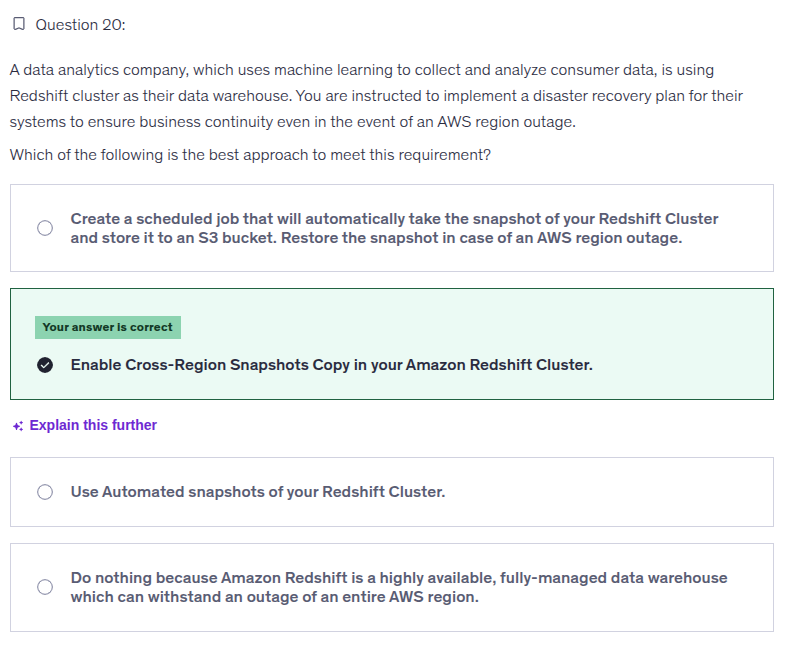 Question 20:
A data analytics company, which uses machine learning to collect and analyze consumer data, is using
Redshift cluster as their data warehouse. You are instructed to implement a disaster recovery plan for their
systems to ensure business continuity even in the event of an AWS region outage.
Which of the following is the best approach to meet this requirement?
Create a scheduled job that will automatically take the snapshot of your Redshift Cluster
and store it to an S3 bucket. Restore the snapshot in case of an AWS region outage.
Your answer is correct
Enable Cross-Region Snapshots Copy in your Amazon Redshift Cluster.
Explain this further
Use Automated snapshots of your Redshift Cluster.
Do nothing because Amazon Redshift is a highly available, fully-managed data warehouse
which can withstand an outage of an entire AWS region.